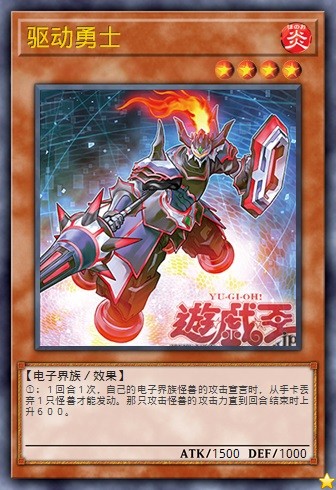 驱动勇士
炎
YU-GI-OH!
遊戯王
【电子界族／效果】
①：1回合1次，自己的电子界族怪兽的攻击宣言时，从手卡丢
弃1只怪兽才能发动。那只攻击怪兽的攻击力直到回合结束时上
升６００。
ATK/1500 DEF/1000